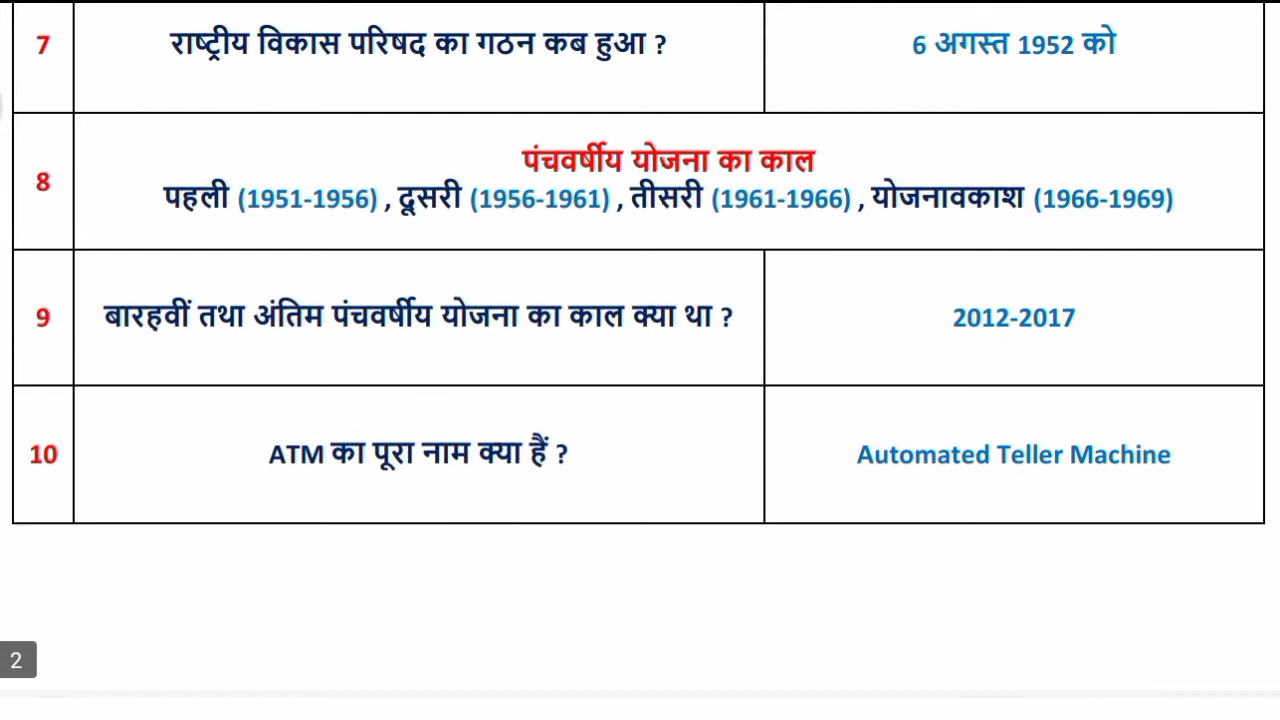 7 राष्ट्रीय विकास परिषद का गठन कब हुआ ? 6 अगस्त 1952 को
8 पंचवर्षीय योजना का काल
पहली (1951-1956) , दूसरी (1956-1961) , तीसरी (1961-1966) , योजनावकाश (1966-1969)
9 बारहवीं तथा अंतिम पंचवर्षीय योजना का काल क्या था ? 2012-2017
10 ATM का पूरा नाम क्या हैं ? Automated Teller Machine
2